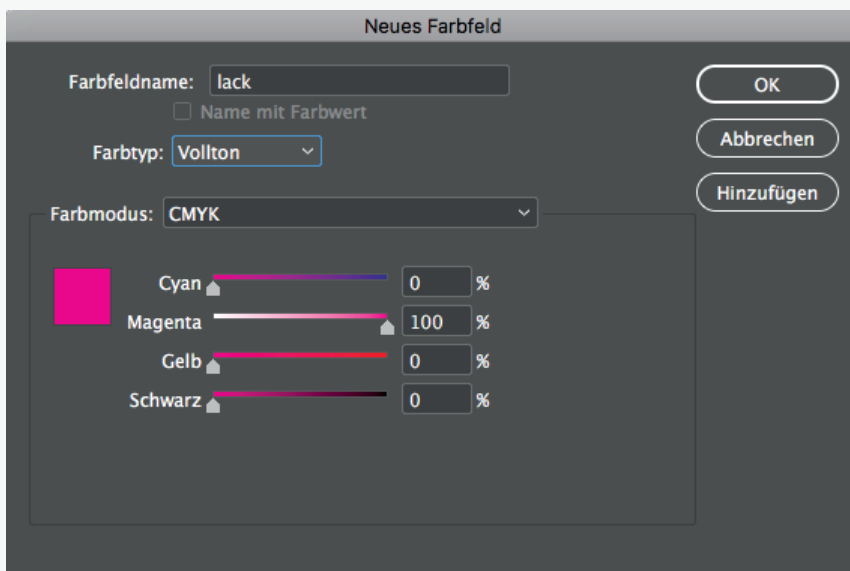 Neues Farbfeld
Farbfeldname: lack
OK
Name mit Farbwert
Abbrechen
Farbtyp: Vollton
Hinzufügen
Farbmodus: CMYK
Cyan 0 %
Magenta 100 %
Gelb 0 %
Schwarz 0 %